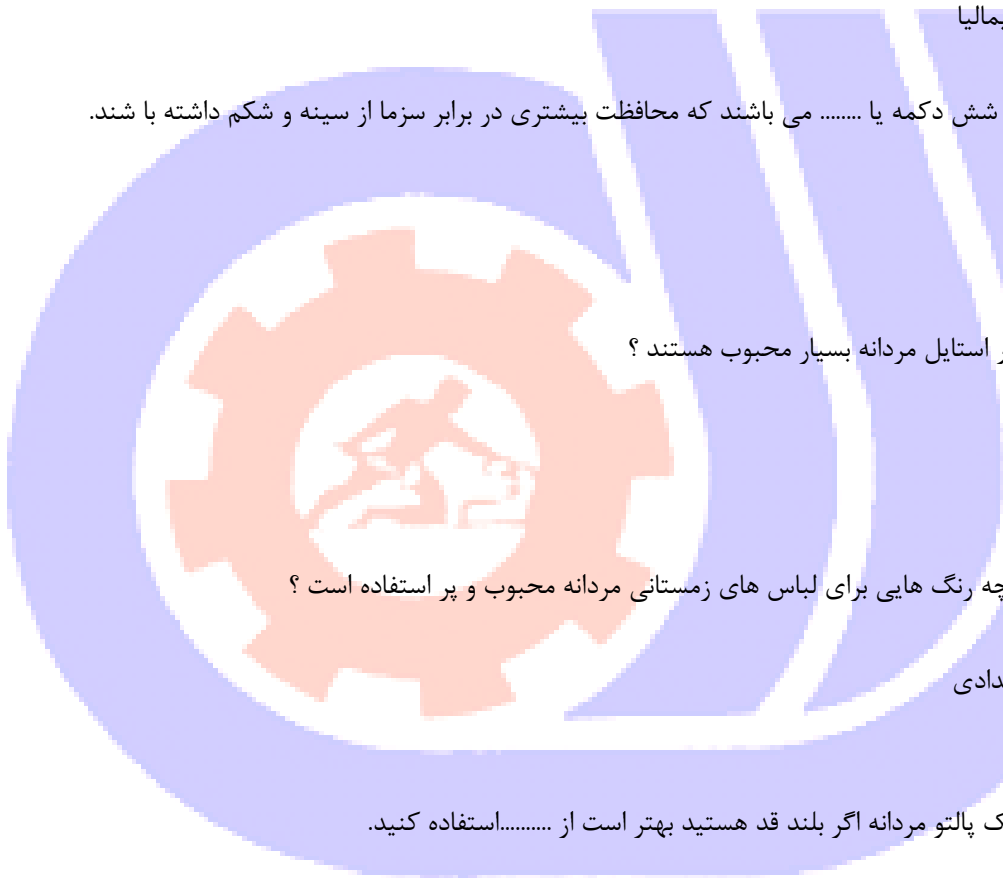 یمالیا
شش دکمه یا ........ می باشند که محافظت بیشتری در برابر سزما از سینه و شکم داشته با شند.
ر استایل مردانه بسیار محبوب هستند ؟
چه رنگ هایی برای لباس های زمستانی مردانه محبوب و پر استفاده است ؟
دادی
ک پالتو مردانه اگر بلند قد هستید بهتر است از ..........استفاده کنید.